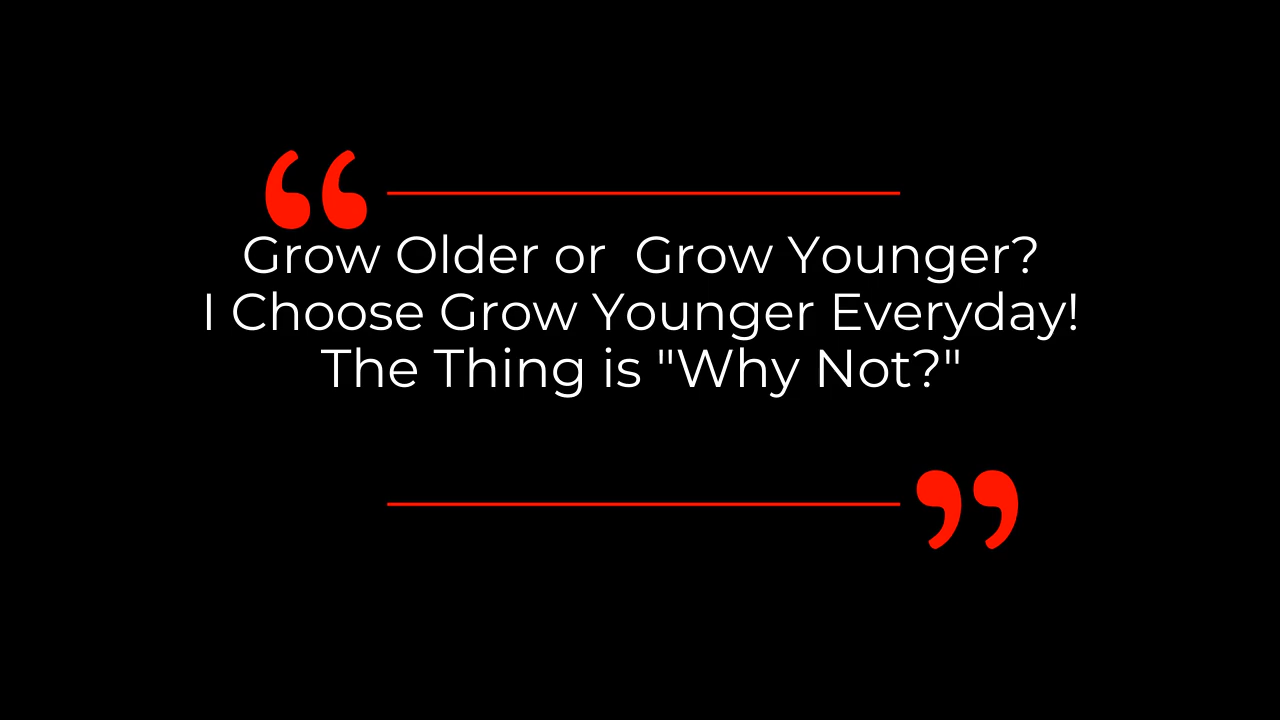 “
Grow Older or  Grow Younger?
I Choose Grow Younger Everyday!
The Thing is "Why Not?"
”